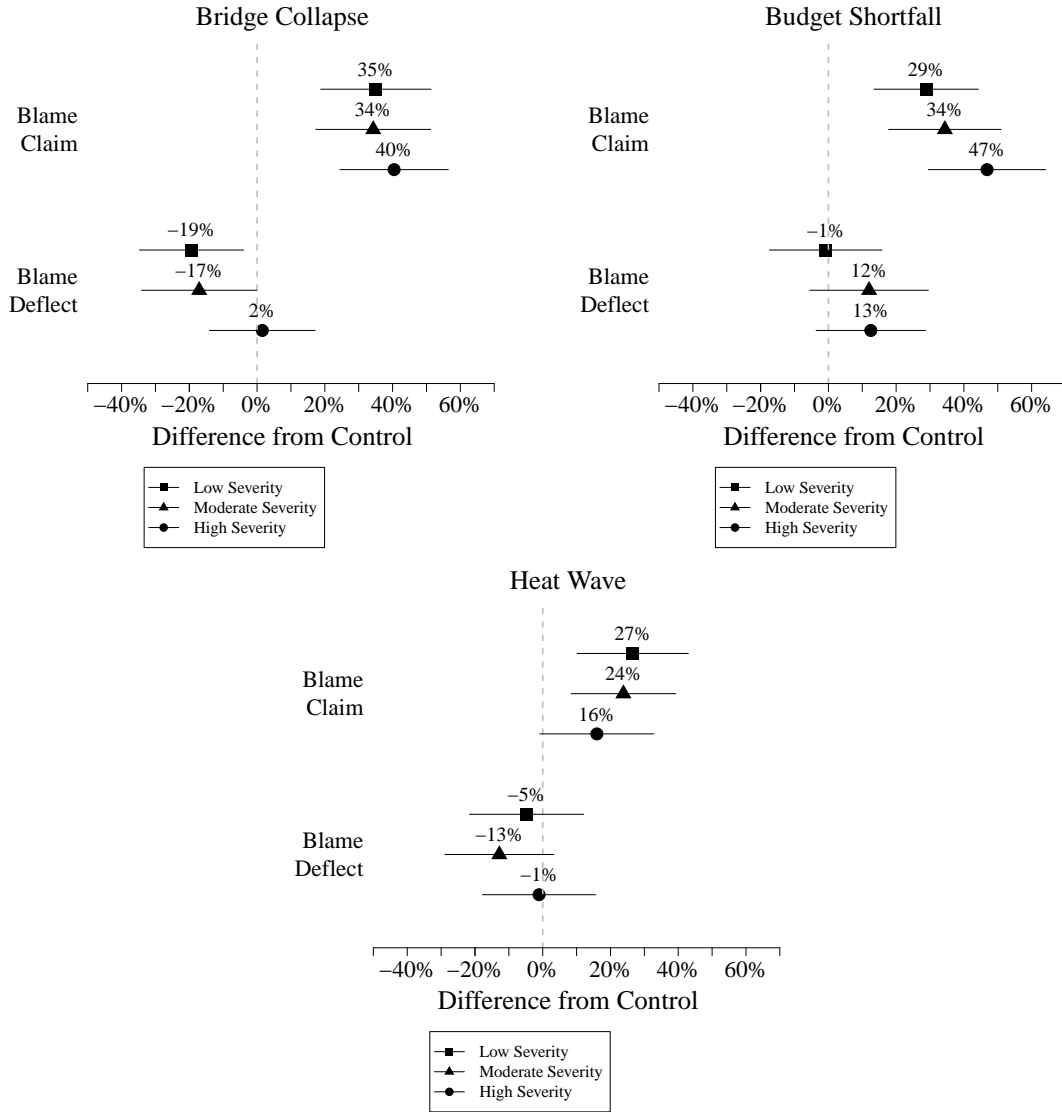 Bridge Collapse
35%
34%
40%
Blame
Claim
−19%
−17%
2%
Blame
Deflect
−40% −20% 0% 20% 40% 60%
Difference from Control
Low Severity
Moderate Severity
High Severity
Budget Shortfall
29%
34%
47%
Blame
Claim
−1%
12%
13%
Blame
Deflect
−40% −20% 0% 20% 40% 60%
Difference from Control
Low Severity
Moderate Severity
High Severity
Heat Wave
27%
24%
16%
Blame
Claim
−5%
−13%
−1%
Blame
Deflect
−40% −20% 0% 20% 40% 60%
Difference from Control
Low Severity
Moderate Severity
High Severity